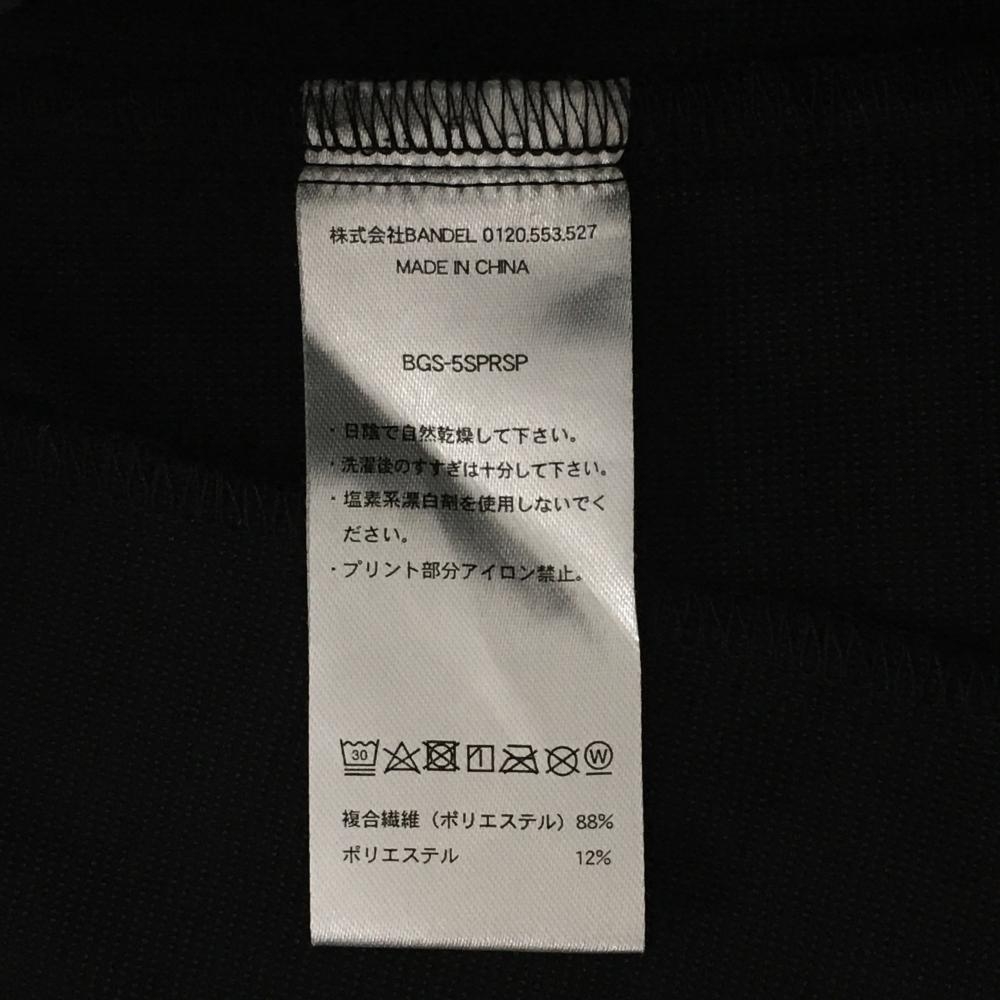 株式会社BANDEL 0120.553.527
MADE IN CHINA
BGS-5SPRSP
・日陰で自然乾燥して下さい。
・洗濯後のすすぎは十分して下さい。
・塩素系漂白剤を使用しないでく
ださい。
・プリント部分アイロン禁止。
30 W
複合繊維（ポリエステル）88%
ポリエステル 12%